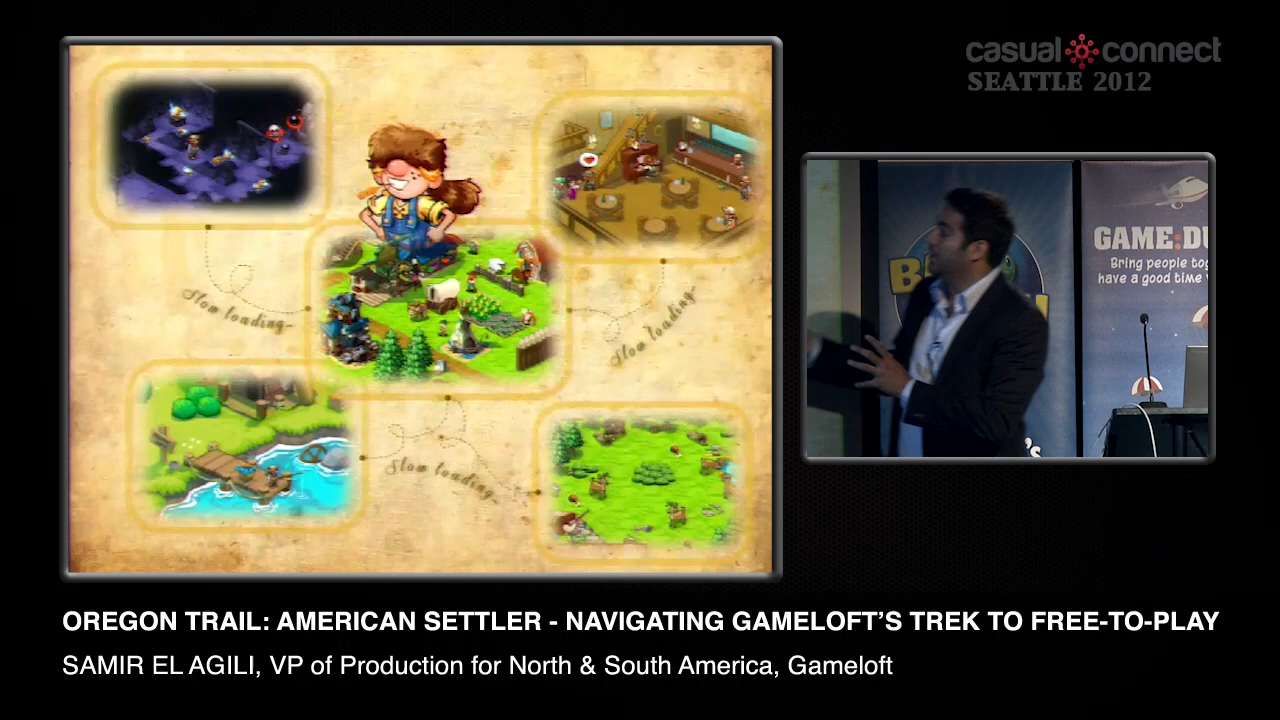 casual connect
SEATTLE 2012
Slow loading
Slow loading
Slow loading
GAME:DU
Bring people tog
have a good time
B
's
OREGON TRAIL: AMERICAN SETTLER - NAVIGATING GAMELOFT'S TREK TO FREE-TO-PLAY
SAMIR EL AGILI, VP of Production for North & South America, Gameloft